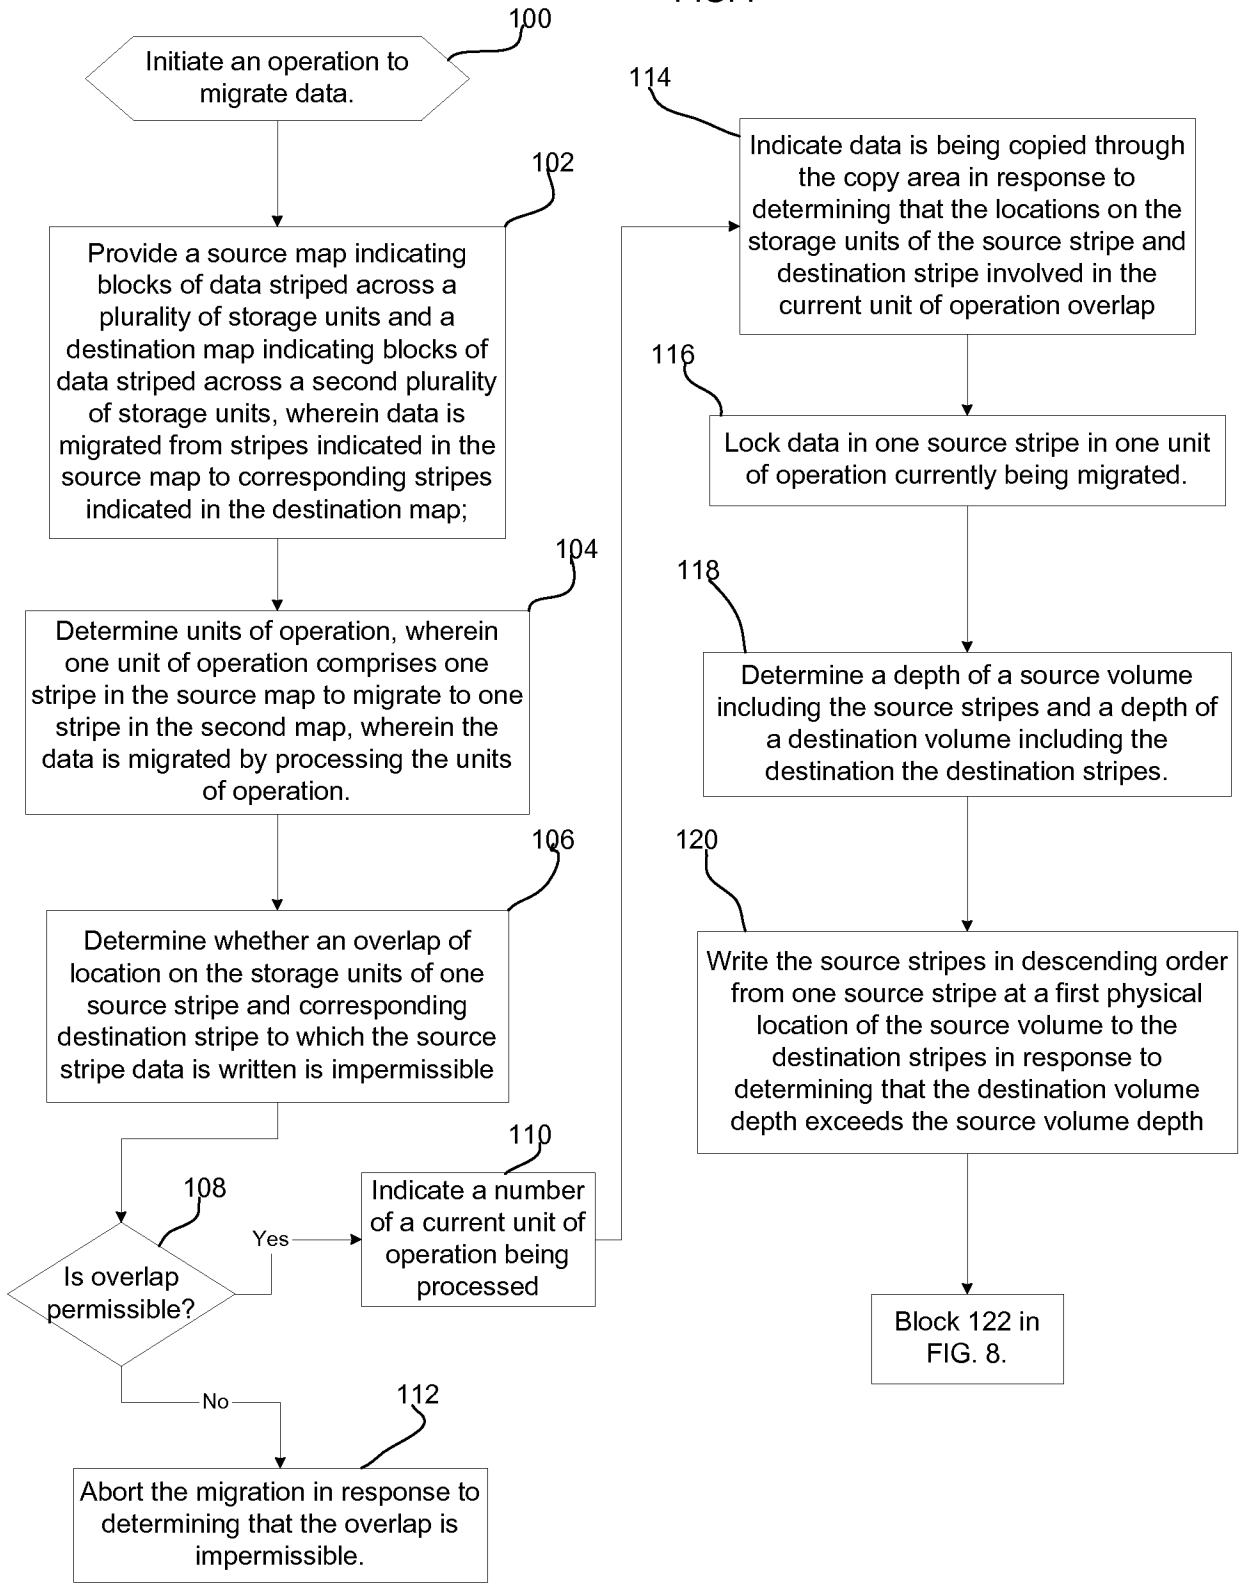 100
Initiate an operation to
migrate data.
102
Provide a source map indicating
blocks of data striped across a
plurality of storage units and a
destination map indicating blocks of
data striped across a second plurality
of storage units, wherein data is
migrated from stripes indicated in the
source map to corresponding stripes
indicated in the destination map;
104
Determine units of operation, wherein
one unit of operation comprises one
stripe in the source map to migrate to one
stripe in the second map, wherein the
data is migrated by processing the units
of operation.
106
Determine whether an overlap of
location on the storage units of one
source stripe and corresponding
destination stripe to which the source
stripe data is written is impermissible
108
Is overlap
permissible?
Yes
110
Indicate a number
of a current unit of
operation being
processed
No
112
Abort the migration in response to
determining that the overlap is
impermissible.
114
Indicate data is being copied through
the copy area in response to
determining that the locations on the
storage units of the source stripe and
destination stripe involved in the
current unit of operation overlap
116
Lock data in one source stripe in one unit
of operation currently being migrated.
118
Determine a depth of a source volume
including the source stripes and a depth of
a destination volume including the
destination the destination stripes.
120
Write the source stripes in descending order
from one source stripe at a first physical
location of the source volume to the
destination stripes in response to
determining that the destination volume
depth exceeds the source volume depth
Block 122 in
FIG. 8.